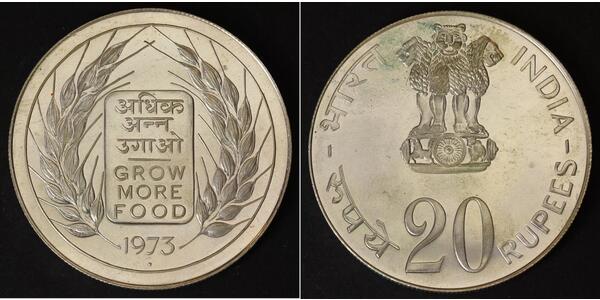 अधिक
अन्न
उगाओ
GROW
MORE
FOOD
1973
भारत
INDIA
रुपये
20
RUPEES